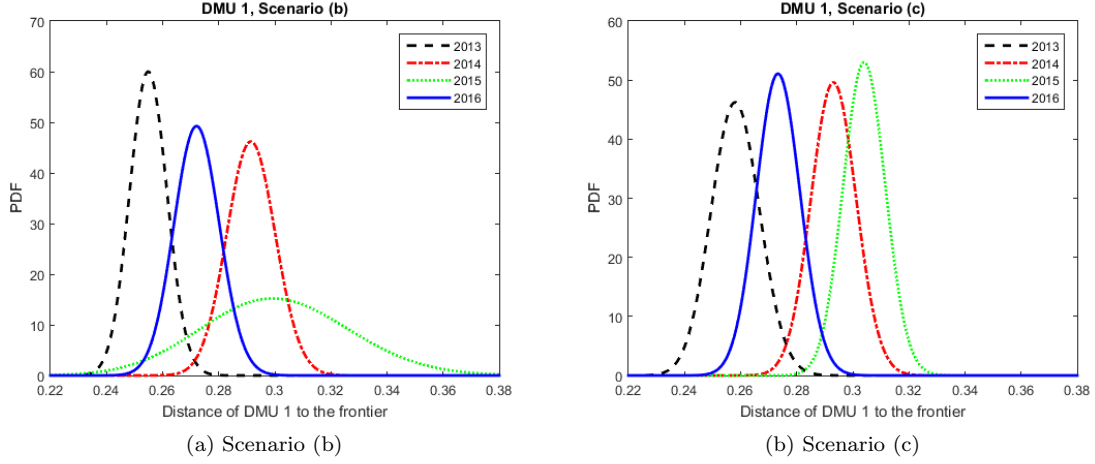 DMU 1, Scenario (b)
70
60
50
40
30
20
10
0
PDF
2013
2014
2015
2016
0.22 0.24 0.26 0.28 0.3 0.32 0.34 0.36 0.38
Distance of DMU 1 to the frontier
(a) Scenario (b)
DMU 1, Scenario (c)
60
50
40
30
20
10
0
PDF
2013
2014
2015
2016
0.22 0.24 0.26 0.28 0.3 0.32 0.34 0.36 0.38
Distance of DMU 1 to the frontier
(b) Scenario (c)